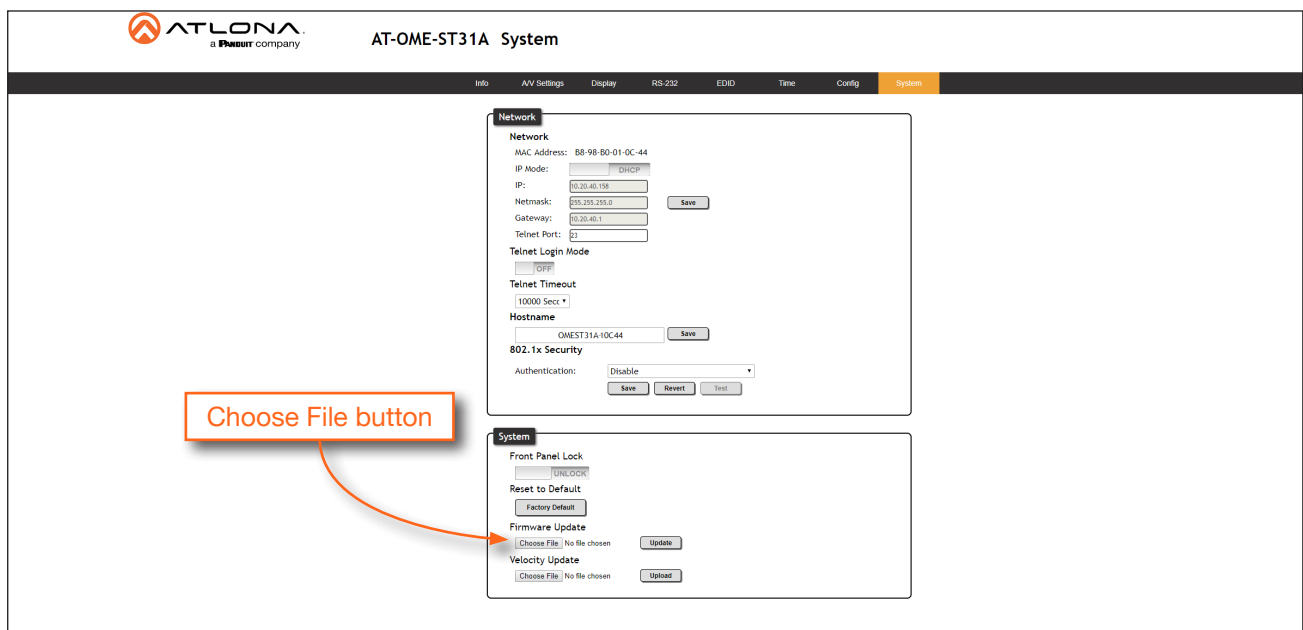 ATLONA.
a PANDUIT company
AT-OME-ST31A System
Info A/V Settings Display RS-232 EDID Time Config System
Network
Network
MAC Address: B8-98-B0-01-0C-44
IP Mode: DHCP
IP: 10.20.40.158
Netmask: 255.255.255.0 Save
Gateway: 10.20.40.1
Telnet Port: 23
Telnet Login Mode
OFF
Telnet Timeout
10000 Secc
Hostname
OMEST31A-10C44 Save
802.1x Security
Authentication: Disable
Save Revert Test
Choose File button
System
Front Panel Lock
UNLOCK
Reset to Default
Factory Default
Firmware Update
Choose File No file chosen Update
Velocity Update
Choose File No file chosen Upload